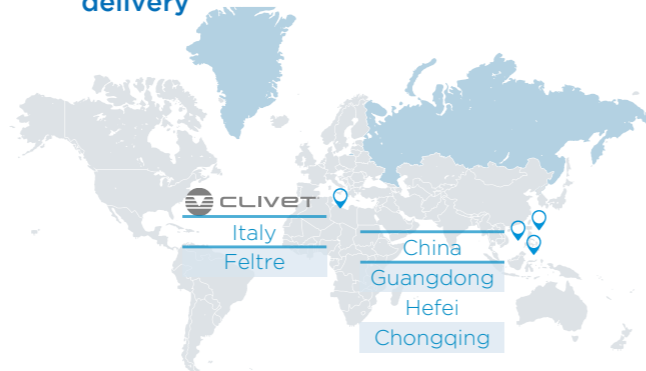 delivery
CLIVET
Italy
Feltre
China
Guangdong
Hefei
Chongqing